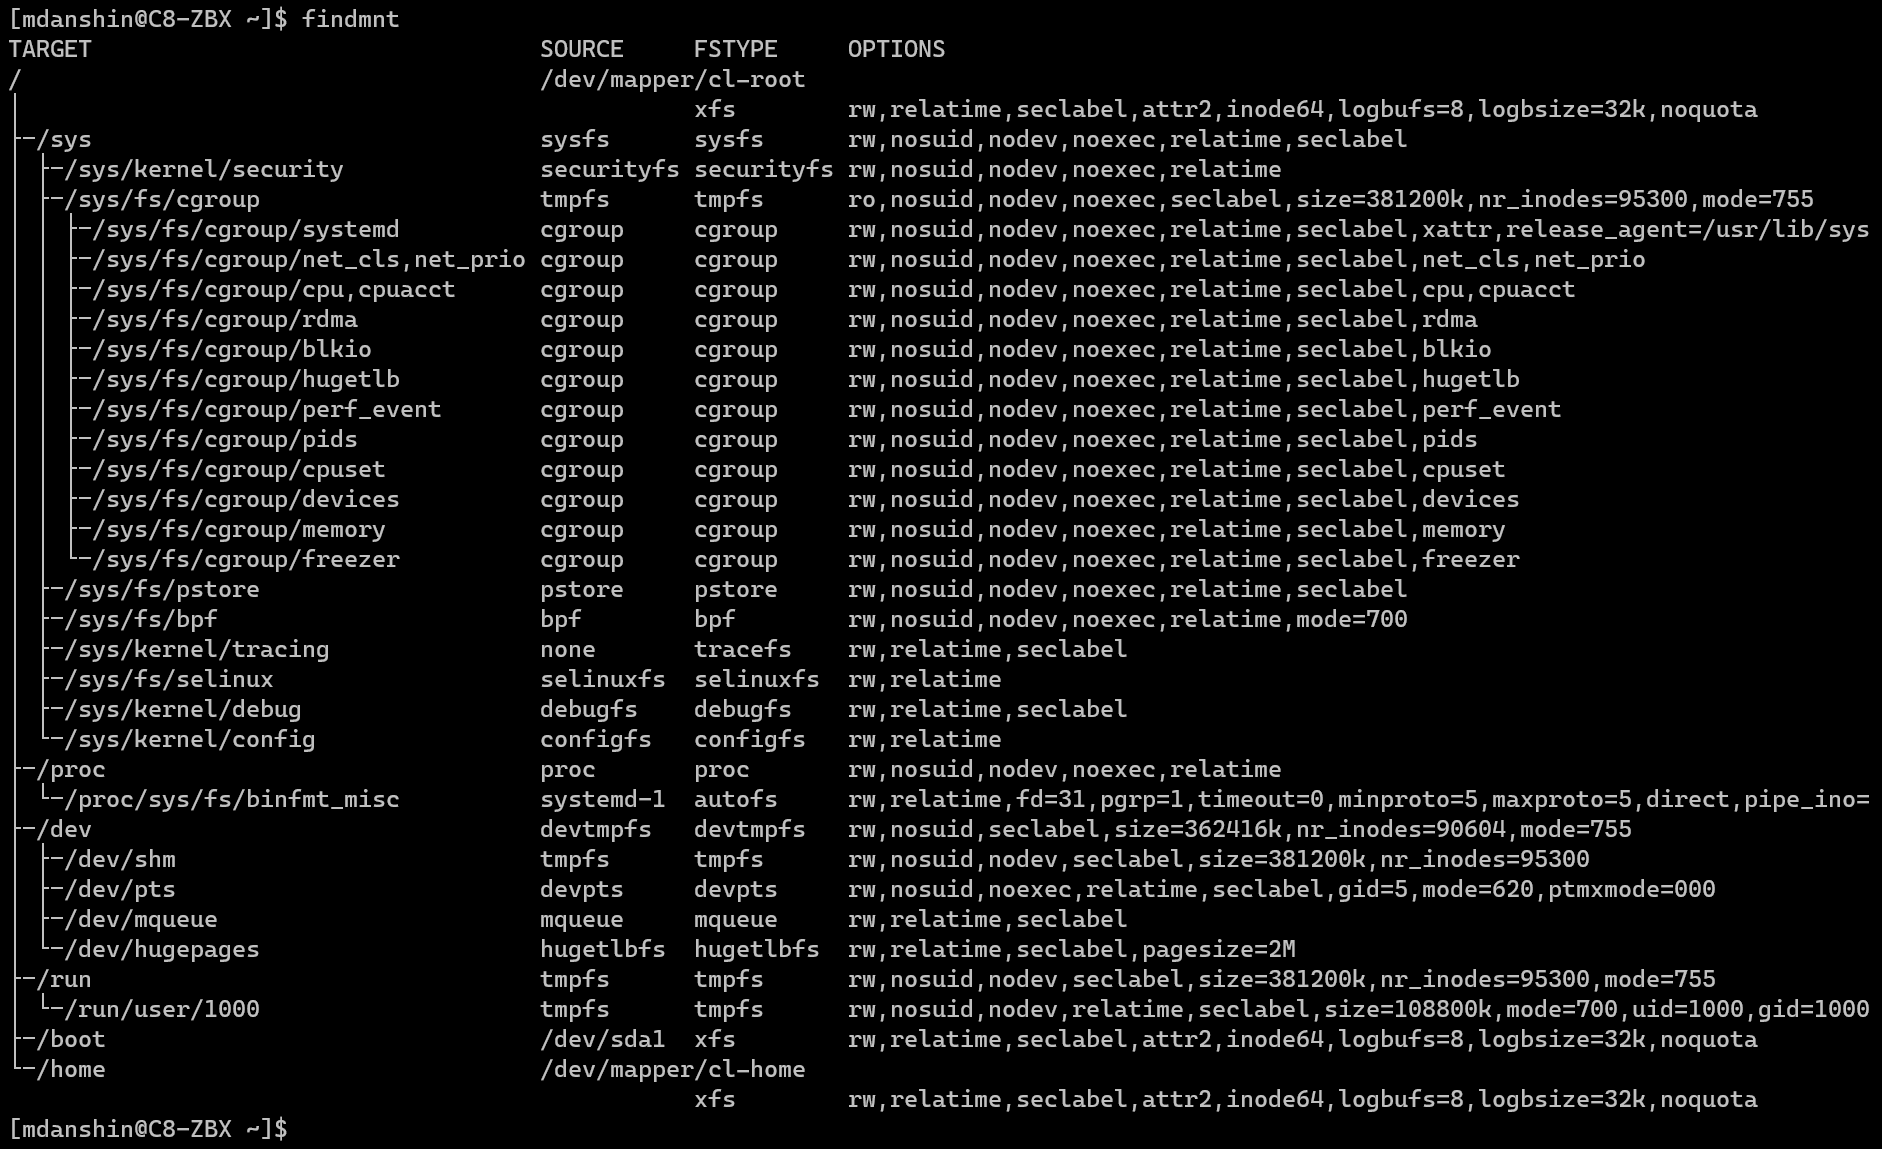 [mdanshin@C8-ZBX ~]$ findmnt
TARGET                                SOURCE     FSTYPE     OPTIONS
/                                     /dev/mapper/cl-root
│                                                xfs        rw,relatime,seclabel,attr2,inode64,logbufs=8,logbsize=32k,noquota
├─/sys                                sysfs      sysfs      rw,nosuid,nodev,noexec,relatime,seclabel
│ ├─/sys/kernel/security              securityfs securityfs rw,nosuid,nodev,noexec,relatime
│ ├─/sys/fs/cgroup                    tmpfs      tmpfs      ro,nosuid,nodev,noexec,seclabel,size=381200k,nr_inodes=95300,mode=755
│ │ ├─/sys/fs/cgroup/systemd          cgroup     cgroup     rw,nosuid,nodev,noexec,relatime,seclabel,xattr,release_agent=/usr/lib/sys
│ │ ├─/sys/fs/cgroup/net_cls,net_prio cgroup     cgroup     rw,nosuid,nodev,noexec,relatime,seclabel,net_cls,net_prio
│ │ ├─/sys/fs/cgroup/cpu,cpuacct      cgroup     cgroup     rw,nosuid,nodev,noexec,relatime,seclabel,cpu,cpuacct
│ │ ├─/sys/fs/cgroup/rdma             cgroup     cgroup     rw,nosuid,nodev,noexec,relatime,seclabel,rdma
│ │ ├─/sys/fs/cgroup/blkio            cgroup     cgroup     rw,nosuid,nodev,noexec,relatime,seclabel,blkio
│ │ ├─/sys/fs/cgroup/hugetlb          cgroup     cgroup     rw,nosuid,nodev,noexec,relatime,seclabel,hugetlb
│ │ ├─/sys/fs/cgroup/perf_event       cgroup     cgroup     rw,nosuid,nodev,noexec,relatime,seclabel,perf_event
│ │ ├─/sys/fs/cgroup/pids             cgroup     cgroup     rw,nosuid,nodev,noexec,relatime,seclabel,pids
│ │ ├─/sys/fs/cgroup/cpuset           cgroup     cgroup     rw,nosuid,nodev,noexec,relatime,seclabel,cpuset
│ │ ├─/sys/fs/cgroup/devices          cgroup     cgroup     rw,nosuid,nodev,noexec,relatime,seclabel,devices
│ │ ├─/sys/fs/cgroup/memory           cgroup     cgroup     rw,nosuid,nodev,noexec,relatime,seclabel,memory
│ │ └─/sys/fs/cgroup/freezer          cgroup     cgroup     rw,nosuid,nodev,noexec,relatime,seclabel,freezer
│ ├─/sys/fs/pstore                    pstore     pstore     rw,nosuid,nodev,noexec,relatime,seclabel
│ ├─/sys/fs/bpf                       bpf        bpf        rw,nosuid,nodev,noexec,relatime,mode=700
│ ├─/sys/kernel/tracing               none       tracefs    rw,relatime,seclabel
│ ├─/sys/fs/selinux                   selinuxfs  selinuxfs  rw,relatime
│ ├─/sys/kernel/debug                 debugfs    debugfs    rw,relatime,seclabel
│ └─/sys/kernel/config                configfs   configfs   rw,relatime
├─/proc                               proc       proc       rw,nosuid,nodev,noexec,relatime
│ └─/proc/sys/fs/binfmt_misc          systemd-1  autofs     rw,relatime,fd=31,pgrp=1,timeout=0,minproto=5,maxproto=5,direct,pipe_ino=
├─/dev                                devtmpfs   devtmpfs   rw,nosuid,seclabel,size=362416k,nr_inodes=90604,mode=755
│ ├─/dev/shm                          tmpfs      tmpfs      rw,nosuid,nodev,seclabel,size=381200k,nr_inodes=95300
│ ├─/dev/pts                          devpts     devpts     rw,nosuid,noexec,relatime,seclabel,gid=5,mode=620,ptmxmode=000
│ ├─/dev/mqueue                       mqueue     mqueue     rw,relatime,seclabel
│ └─/dev/hugepages                    hugetlbfs  hugetlbfs  rw,relatime,seclabel,pagesize=2M
├─/run                                tmpfs      tmpfs      rw,nosuid,nodev,seclabel,size=381200k,nr_inodes=95300,mode=755
│ └─/run/user/1000                    tmpfs      tmpfs      rw,nosuid,nodev,relatime,seclabel,size=108800k,mode=700,uid=1000,gid=1000
├─/boot                               /dev/sda1  xfs        rw,relatime,seclabel,attr2,inode64,logbufs=8,logbsize=32k,noquota
└─/home                               /dev/mapper/cl-home
                                                 xfs        rw,relatime,seclabel,attr2,inode64,logbufs=8,logbsize=32k,noquota
[mdanshin@C8-ZBX ~]$